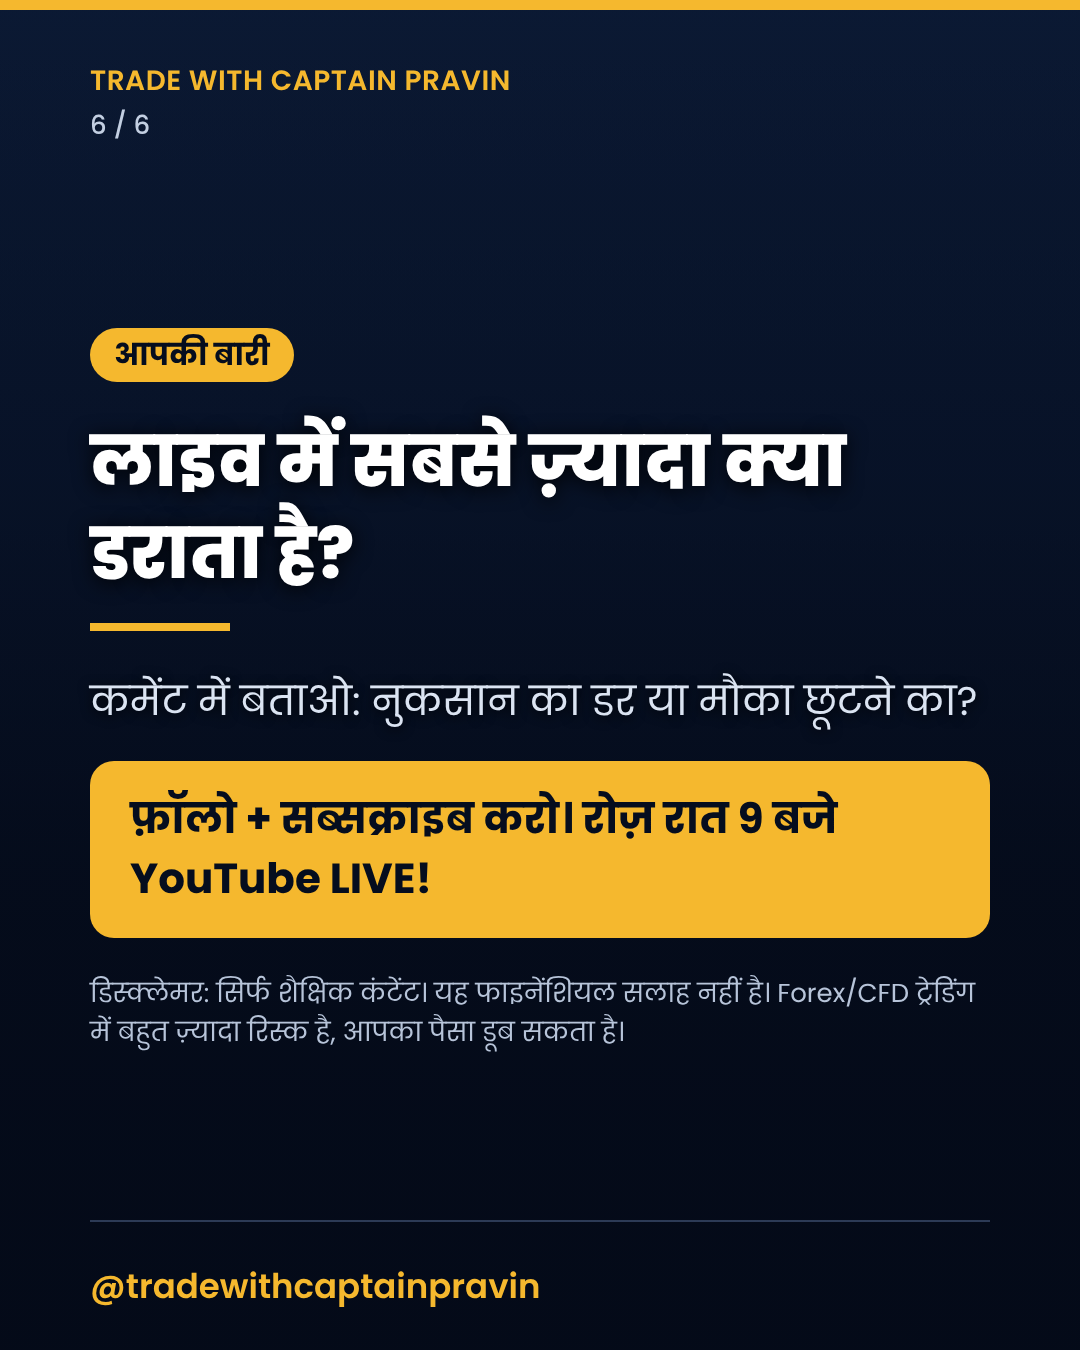 TRADE WITH CAPTAIN PRAVIN
6 / 6
आपकी बारी
लाइव में सबसे ज़्यादा क्या
डराता है?
कमेंट में बताओ: नुकसान का डर या मौका छूटने का?
फ़ॉलो + सब्सक्राइब करो। रोज़ रात 9 बजे
YouTube LIVE!
डिस्क्लेमर: सिर्फ शैक्षिक कंटेंट। यह फाइनेंशियल सलाह नहीं है। Forex/CFD ट्रेडिंग
में बहुत ज़्यादा रिस्क है, आपका पैसा डूब सकता है।
@tradewithcaptainpravin